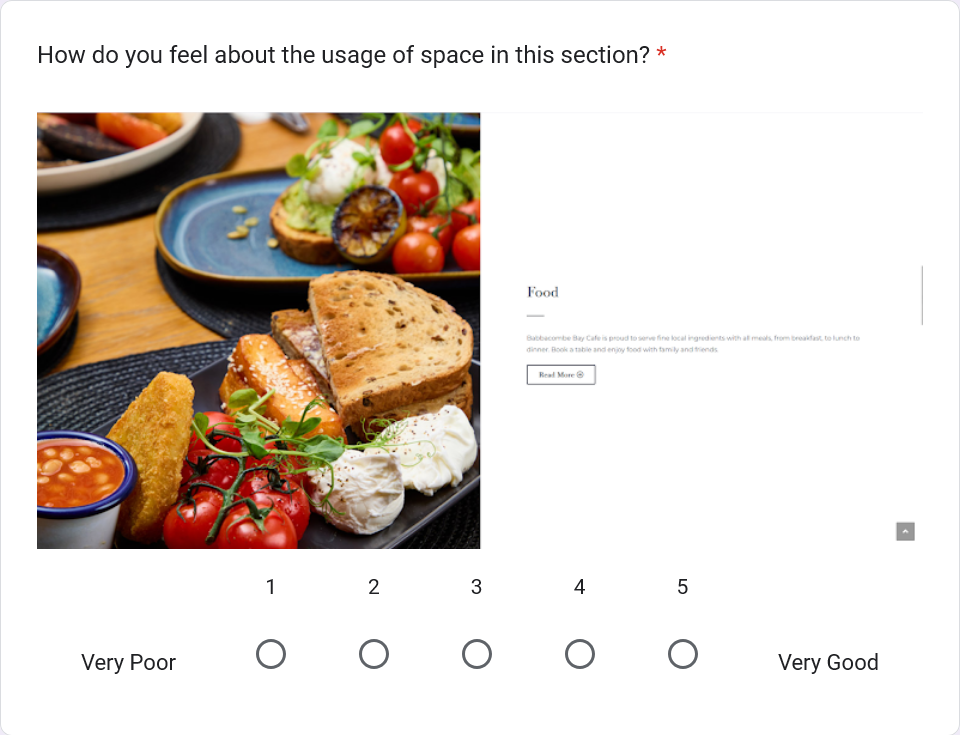 How do you feel about the usage of space in this section? *
Food
Babbacombe Bay Cafe is proud to serve fine local ingredients with all meals, from breakfast, to lunch to
dinner. Book a table and enjoy food with family and friends.
Read More
1 2 3 4 5
Very Poor Very Good